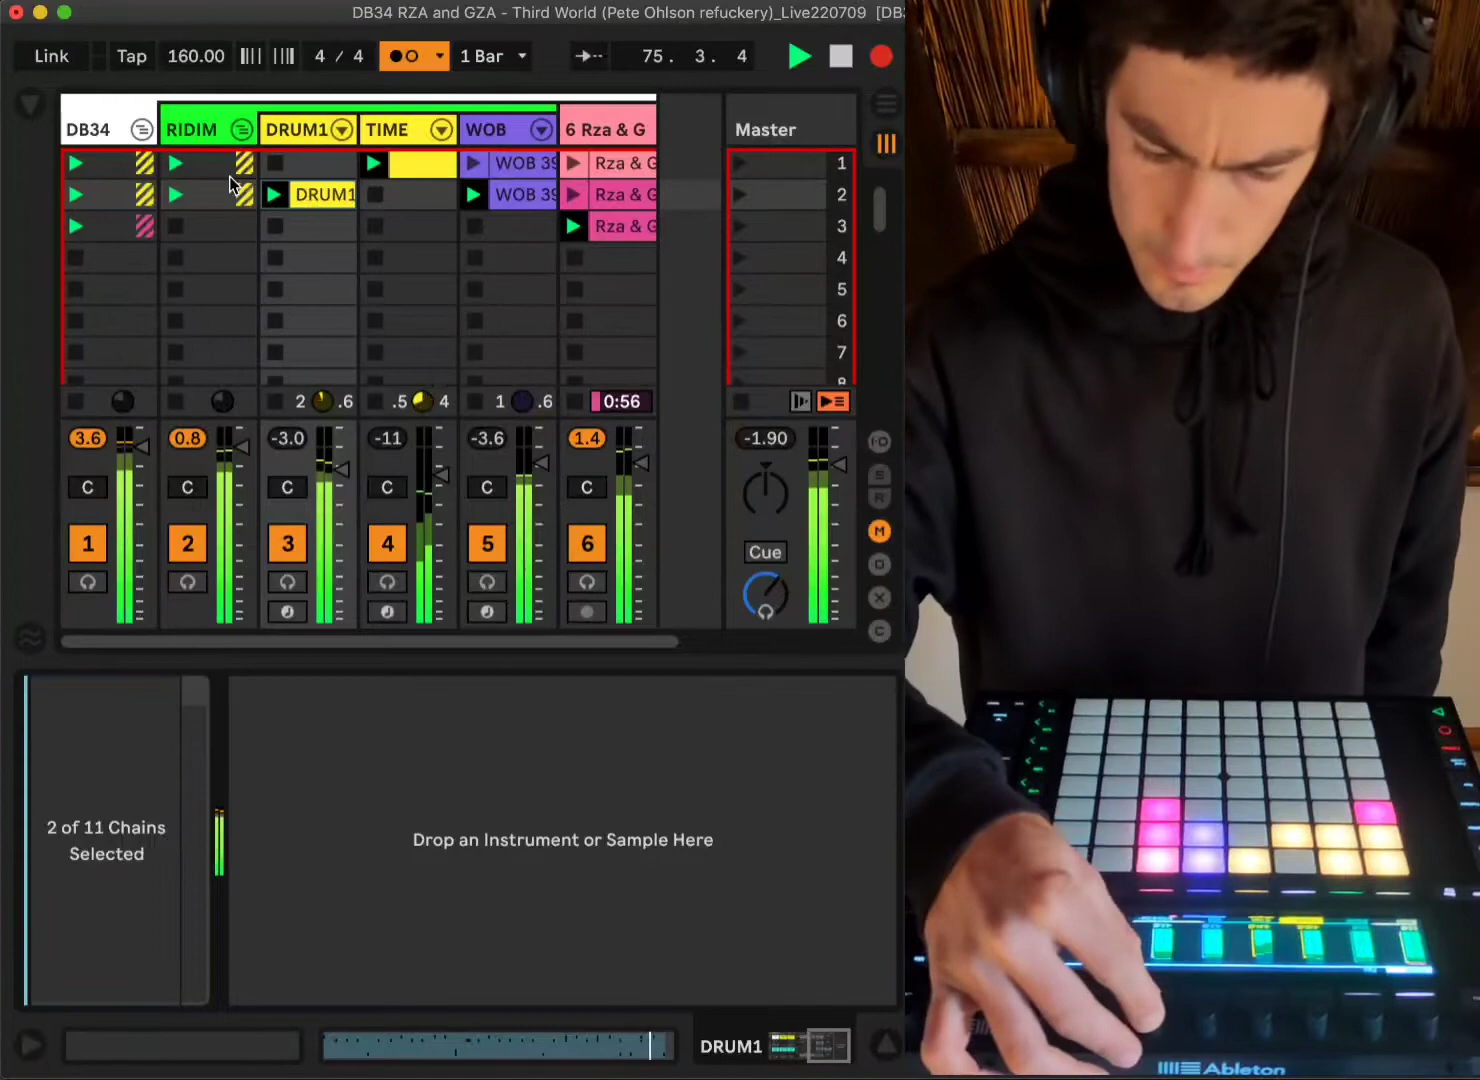 DB34 RZA and GZA - Third World (Pete Ohlson refuckery)_Live220709 [DB3
Link Tap 160.00 4 / 4 1 Bar 75. 3. 4
DB34 RIDIM DRUM1 TIME WOB 6 Rza & G Master
WOB 39 Rza & G 1
DRUM1 WOB 39 Rza & G 2
Rza & G 3
4
5
6
7
8
2 .6 .5 4 1 .6 0:56
3.6 0.8 -3.0 -11 -3.6 1.4 -1.90
I·O
S
R
C C C C C C
1 2 3 4 5 6
M
Cue
D
X
C
2 of 11 Chains
Selected
Drop an Instrument or Sample Here
DRUM1
Ableton